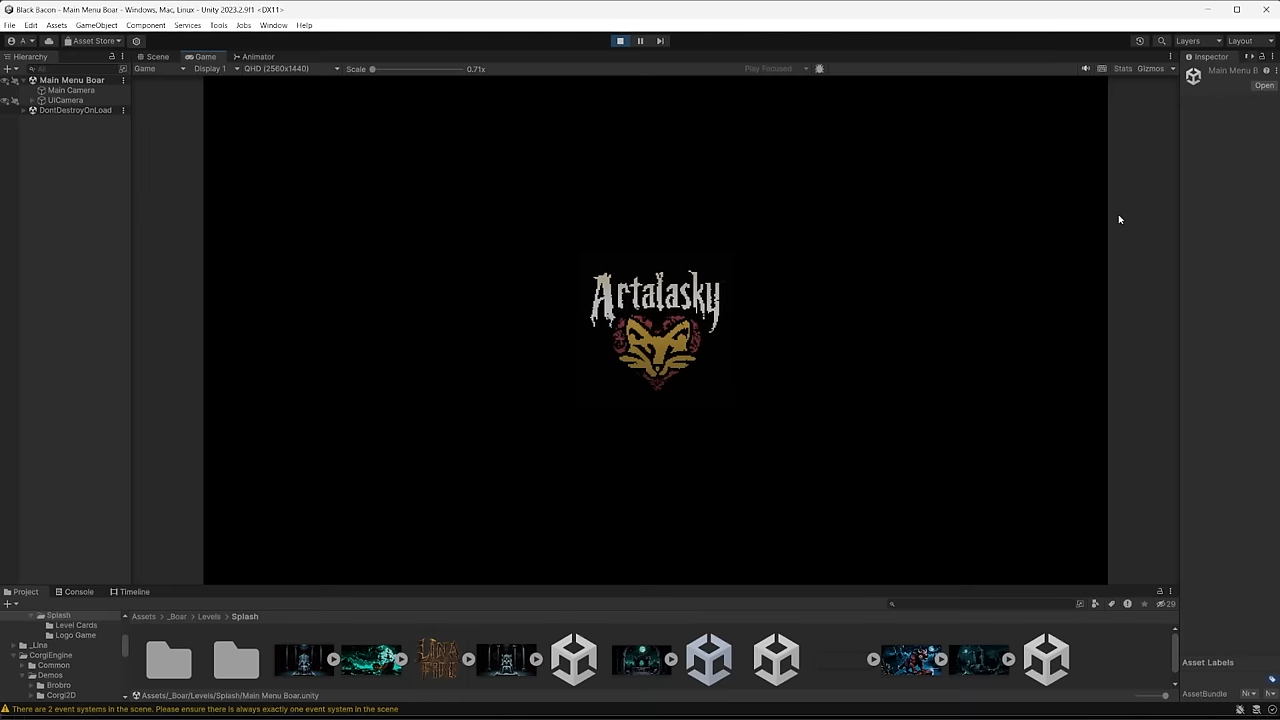 Black Bacon - Main Menu Boar - Windows, Mac, Linux - Unity 2023.2.9f1 <DX11>
File Edit Assets GameObject Component Services Tools Jobs Window Help
A Asset Store Layers Layout
Hierarchy Scene Game Animator Inspector
Game Display 1 QHD (2560x1440) Scale 0.71x Play Focused Stats Gizmos
All
Main Menu Boar
Main Camera
UICamera
DontDestroyOnLoad
Main Menu B
Open
Artalasky
Project Console Timeline
29
Assets > _Boar > Levels > Splash
Splash
Level Cards
Logo Game
_Lina
CorgiEngine
Common
Demos
Brobro
Corgi2D
LINA
Assets/_Boar/Levels/Splash/Main Menu Boar.unity
Asset Labels
AssetBundle
There are 2 event systems in the scene. Please ensure there is always exactly one event system in the scene